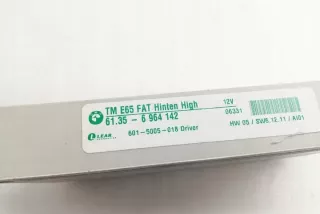 TM E65 FAT Hinten High
12V
61.35 - 6 964 142
06331
LEAR
601-5005-018 Driver
HW 05 / SW6.12.11 / AI01